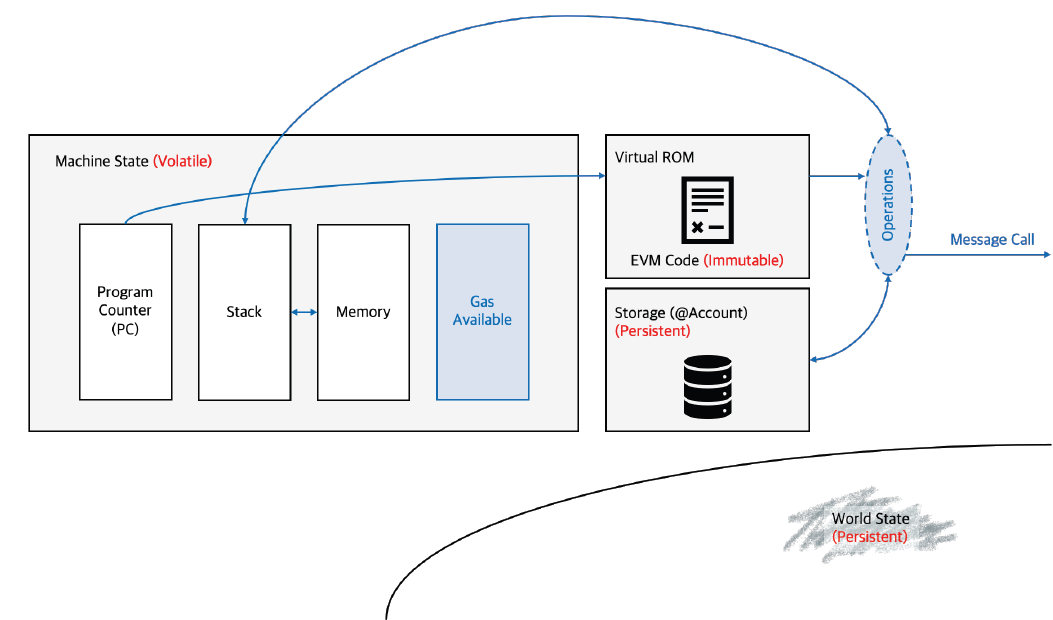 Machine State (Volatile)
Program
Counter
(PC)
Stack
Memory
Gas
Available
Virtual ROM
EVM Code (Immutable)
Storage (@Account)
(Persistent)
Operations
Message Call
World State
(Persistent)